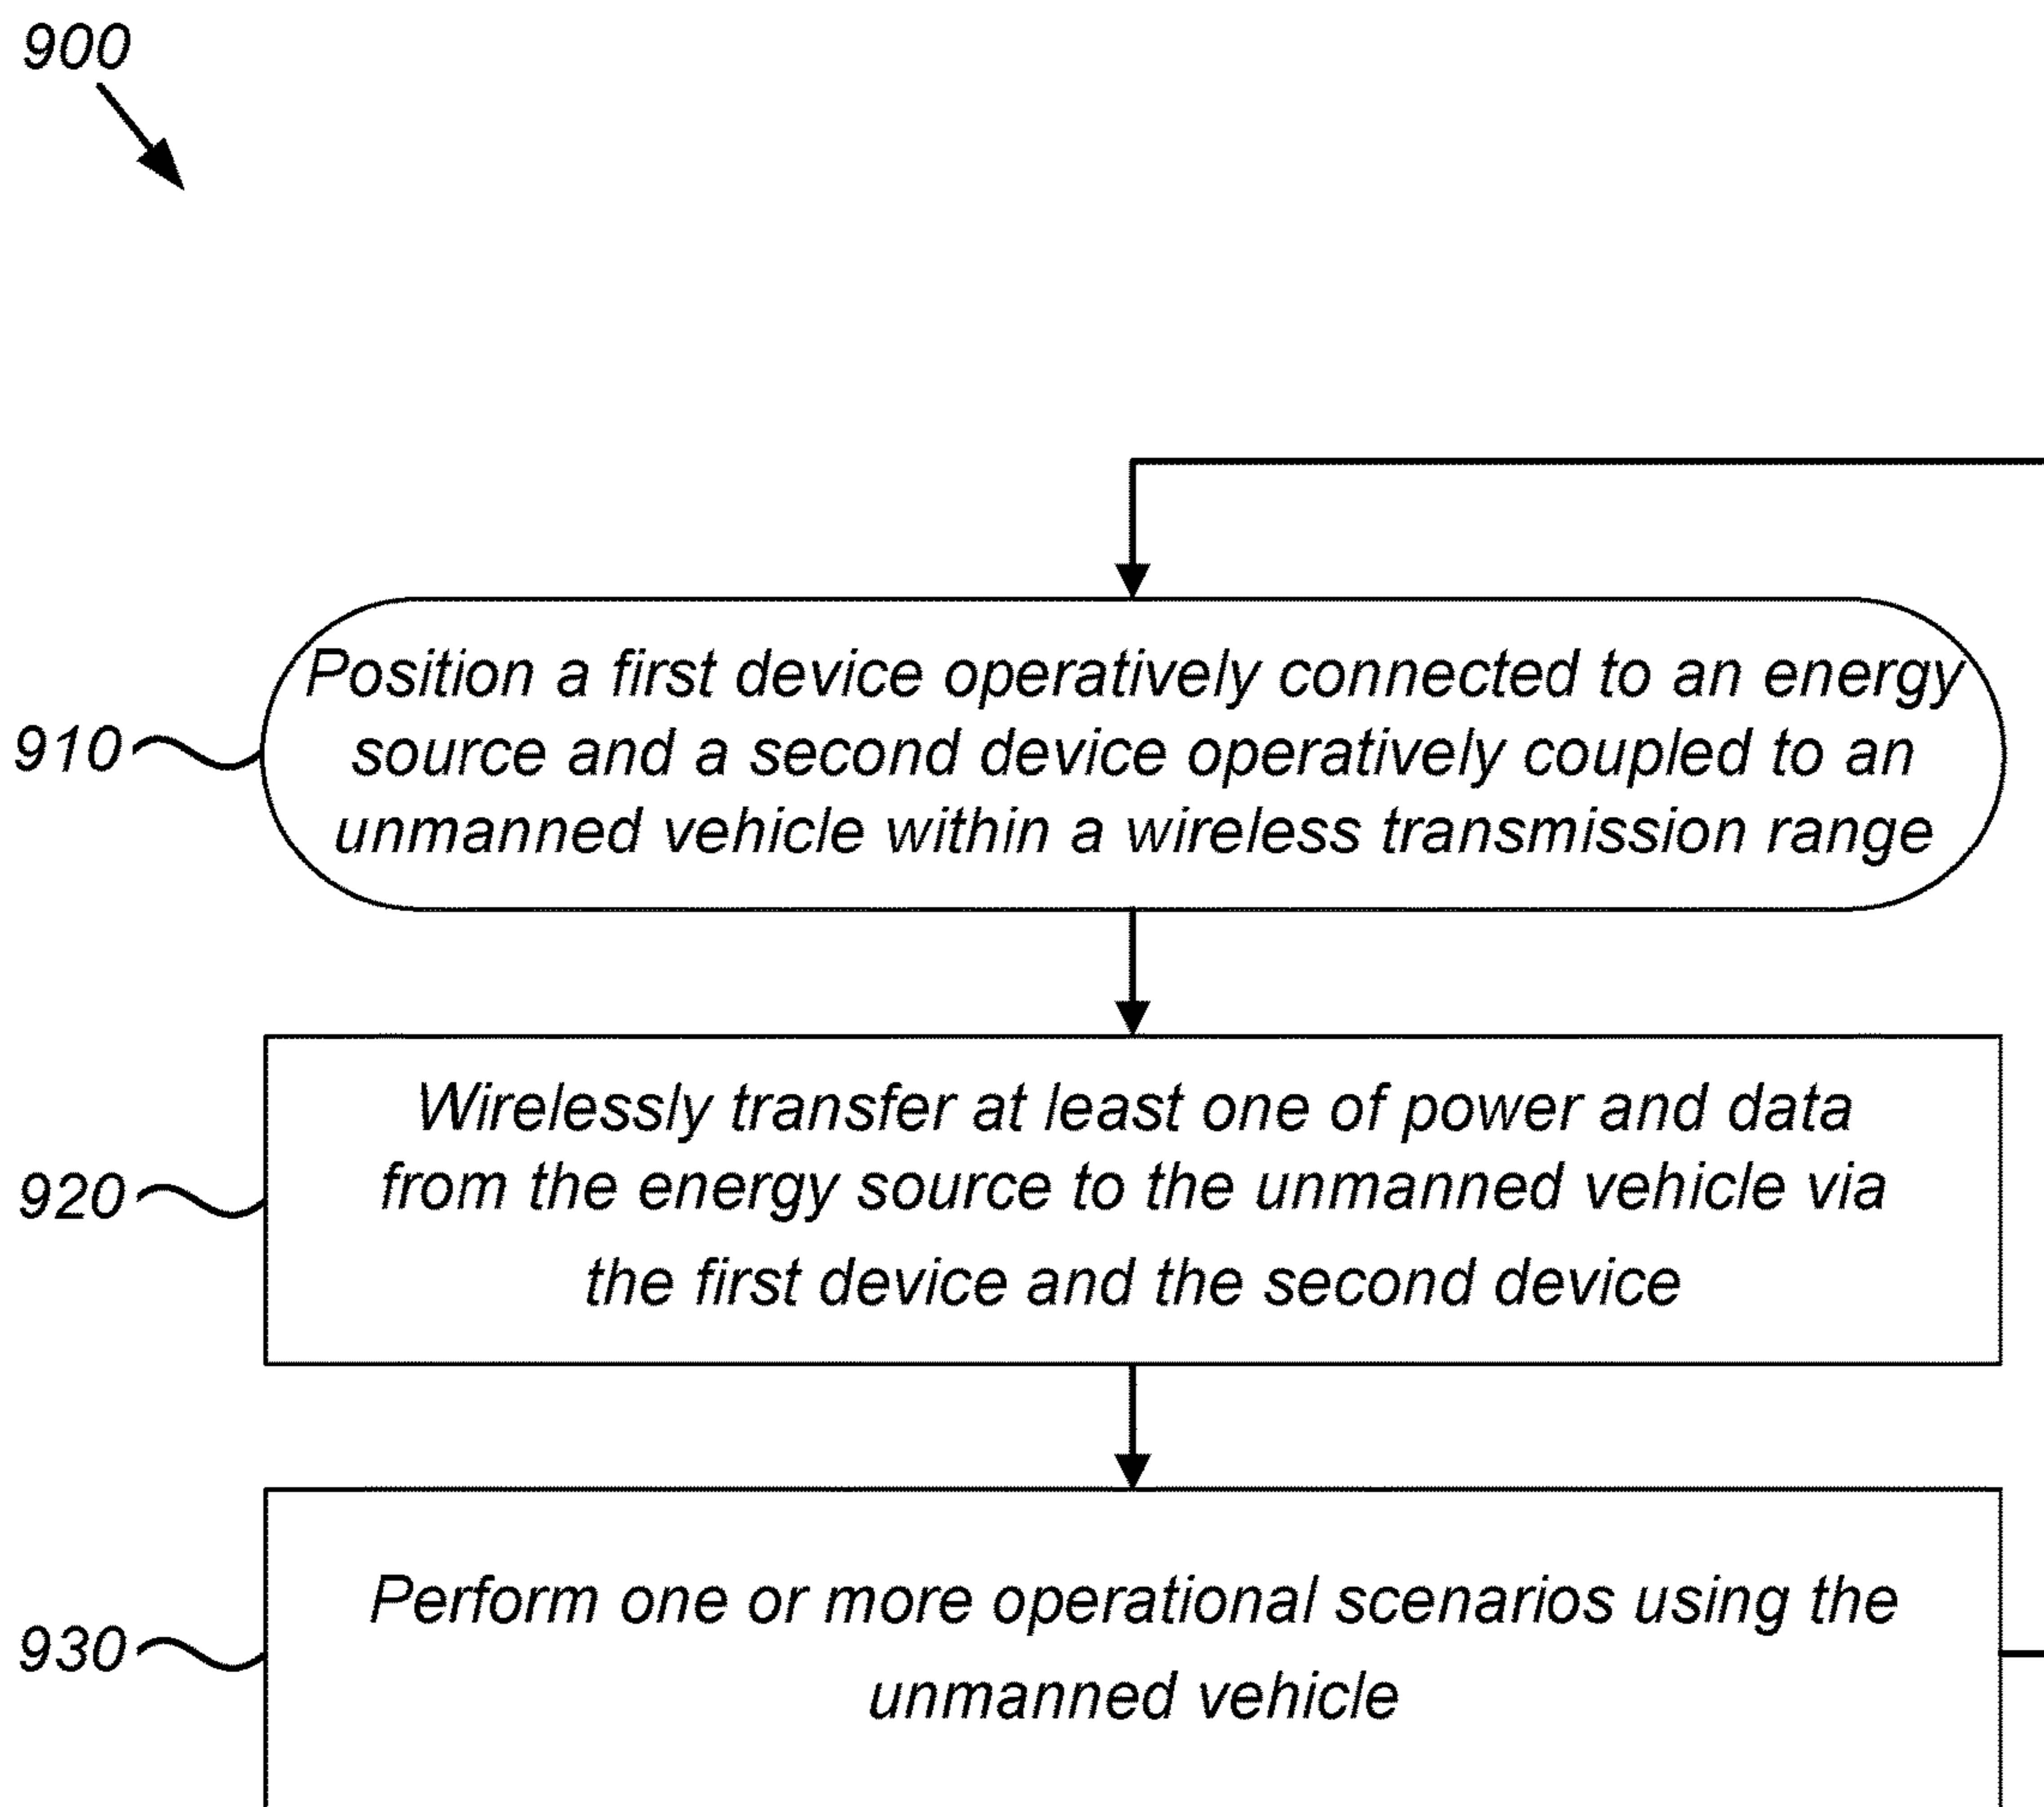 900
Position a first device operatively connected to an energy
source and a second device operatively coupled to an
unmanned vehicle within a wireless transmission range
910
Wirelessly transfer at least one of power and data
from the energy source to the unmanned vehicle via
the first device and the second device
920
Perform one or more operational scenarios using the
unmanned vehicle
930